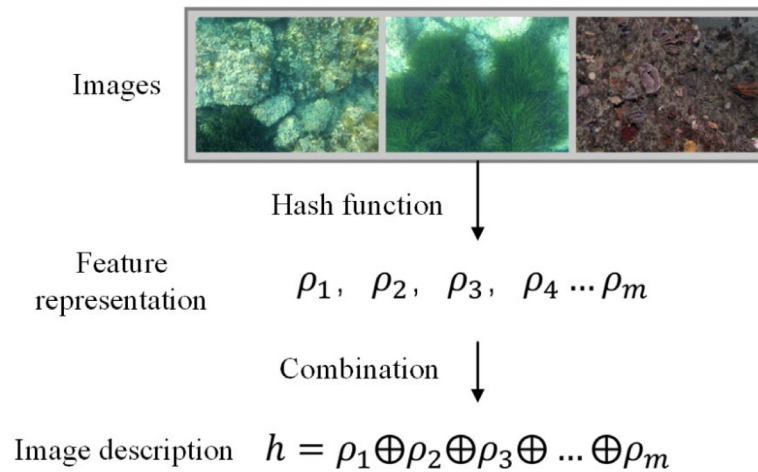 Images
Hash function
Feature
representation
ρ₁, ρ₂, ρ₃, ρ₄ … ρₘ
Combination
Image description h = ρ₁⊕ρ₂⊕ρ₃⊕ … ⊕ρₘ